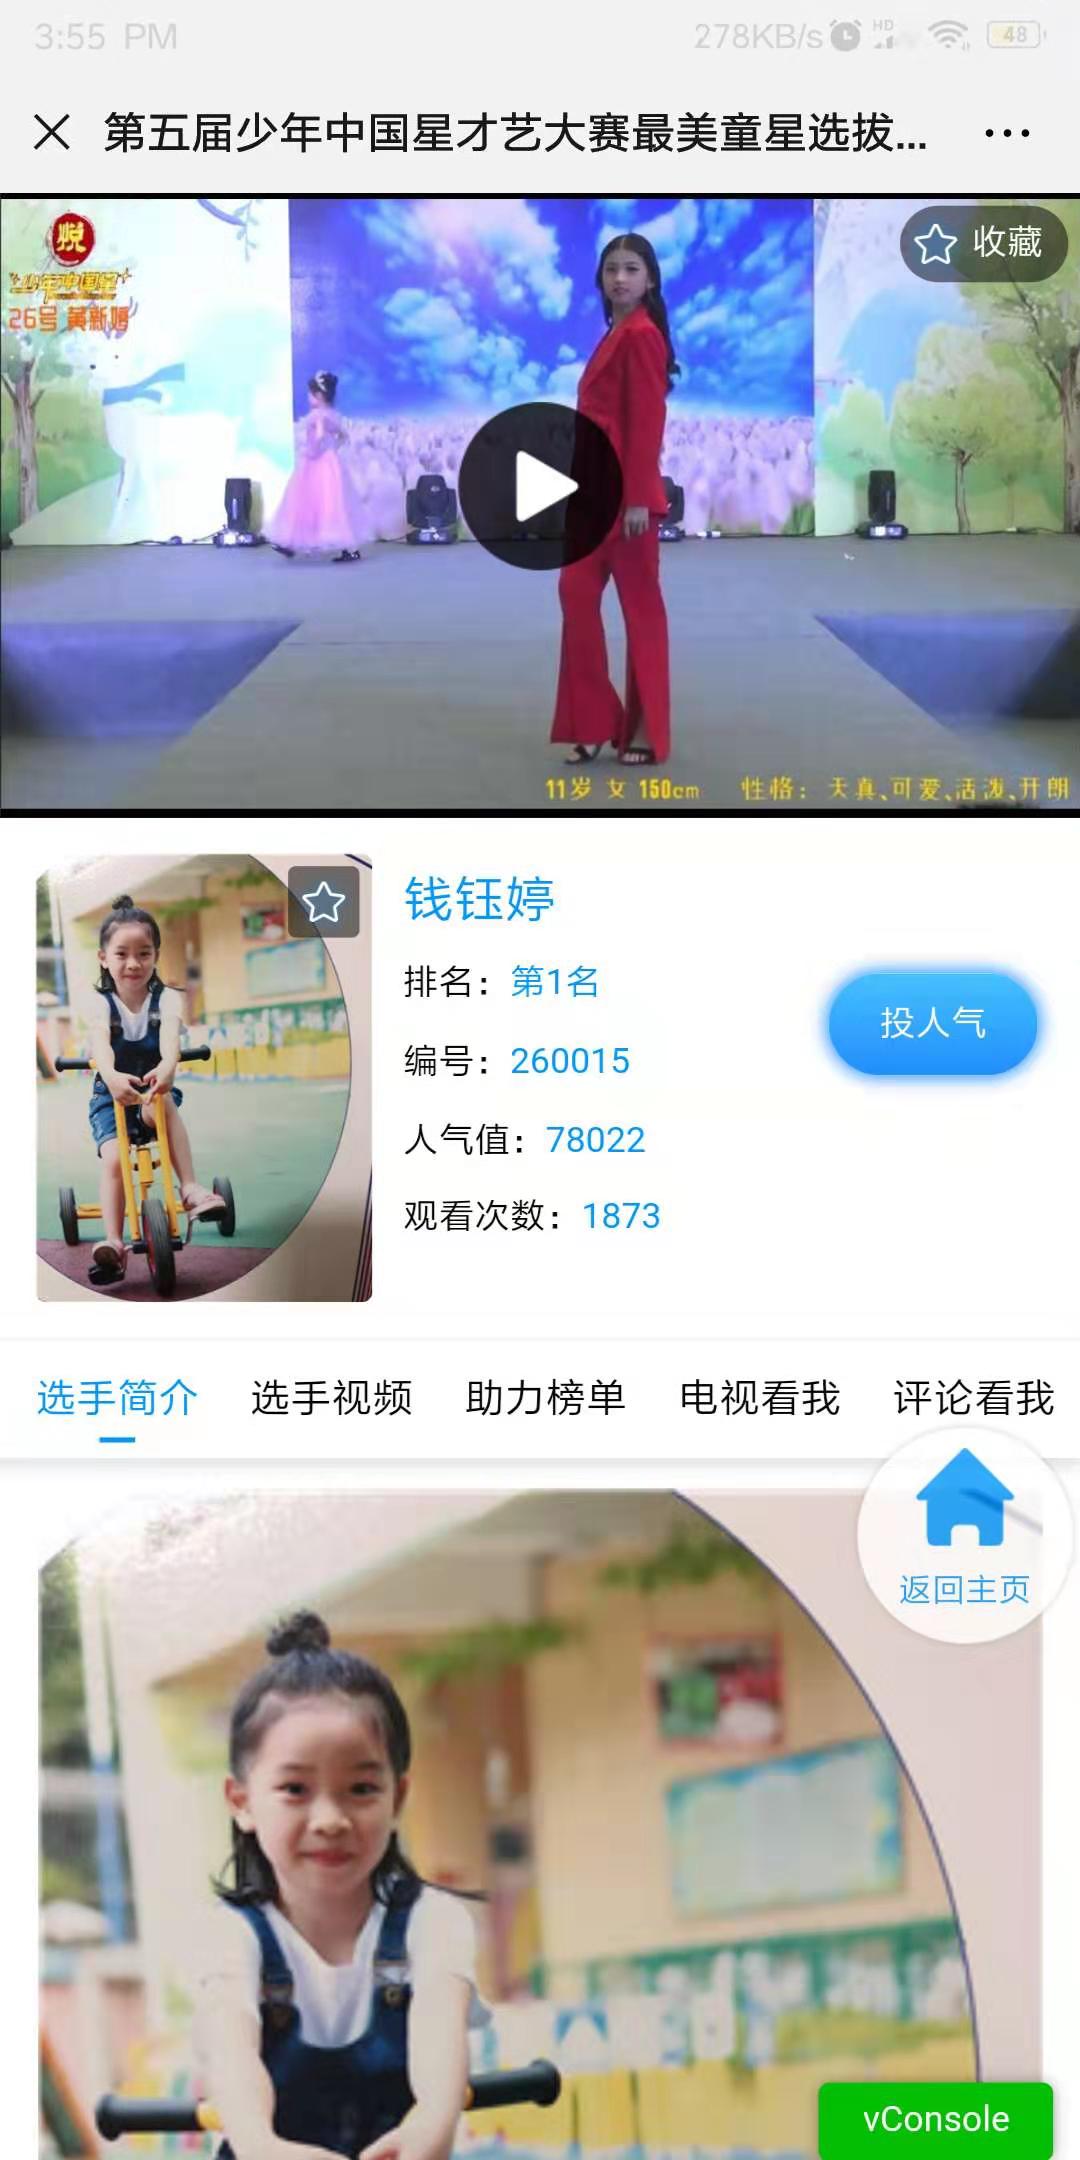 3:55 PM 278KB/s HD 48
第五届少年中国星才艺大赛最美童星选拔...
悦
收藏
少年中国星
26号 黄新婷
11岁 女 150cm 性格：天真、可爱、活泼、开朗
钱钰婷
排名：第1名
投人气
编号：260015
人气值：78022
观看次数：1873
选手简介 选手视频 助力榜单 电视看我 评论看我
返回主页
vConsole